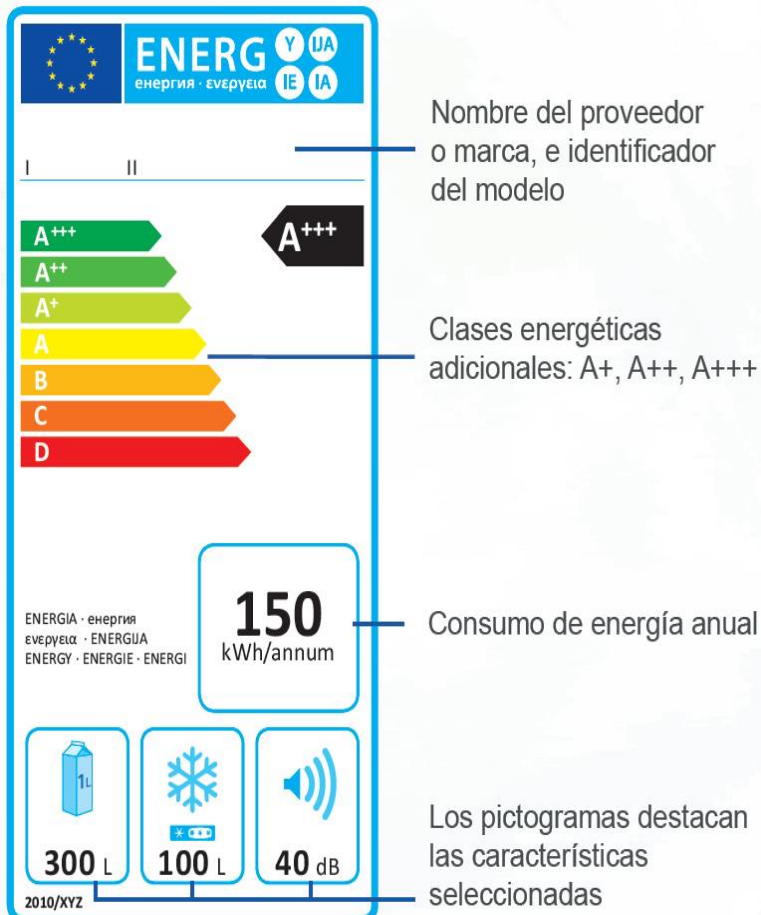 ENERG Y IJA
енергия · ενεργεια IE IA
I II
Nombre del proveedor
o marca, e identificador
del modelo
A+++ A+++
A++
A+
A
B
C
D
Clases energéticas
adicionales: A+, A++, A+++
ENERGIA · енергия
ενεργεια · ENERGIJA
ENERGY · ENERGIE · ENERGI
150
kWh/annum
Consumo de energía anual
1L
300 L 100 L 40 dB
2010/XYZ
Los pictogramas destacan
las características
seleccionadas